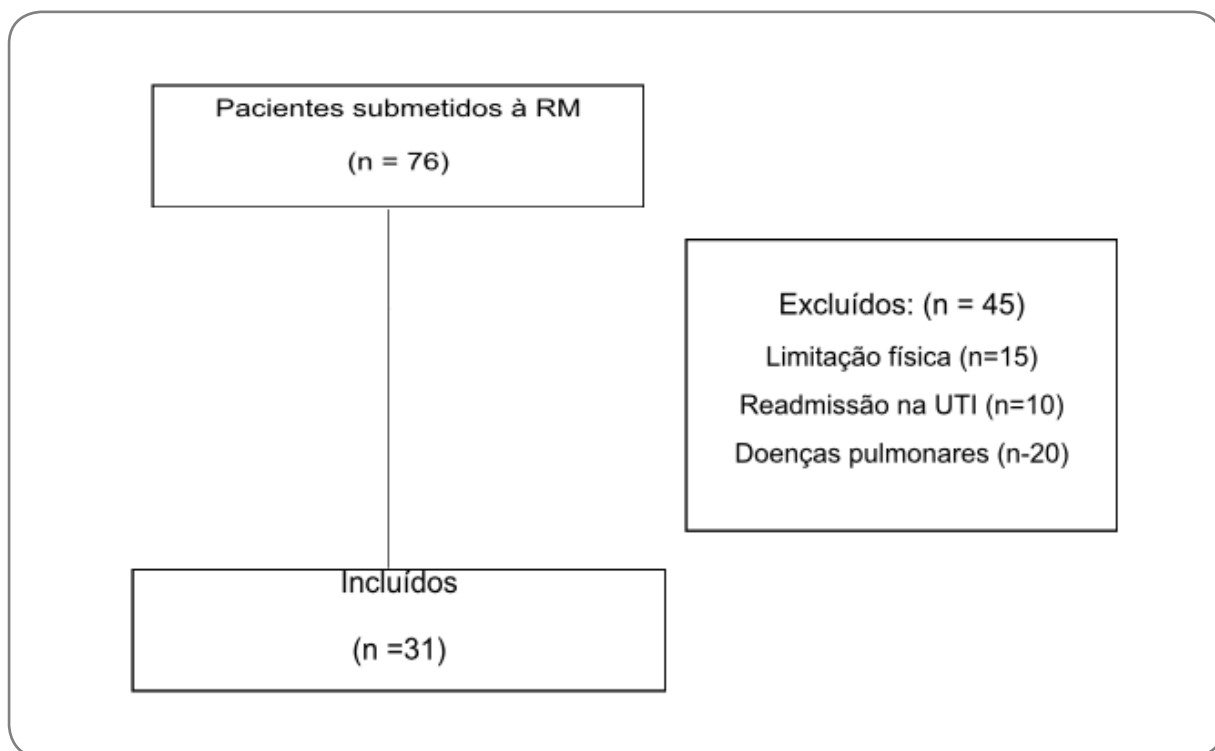 Pacientes submetidos à RM
(n = 76)
Excluídos: (n = 45)
Limitação física (n=15)
Readmissão na UTI (n=10)
Doenças pulmonares (n-20)
Incluídos
(n =31)